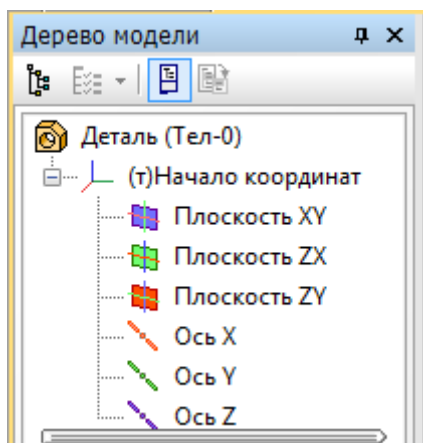 Дерево модели
Деталь (Тел-0)
(т)Начало координат
Плоскость XY
Плоскость ZX
Плоскость ZY
Ось X
Ось Y
Ось Z